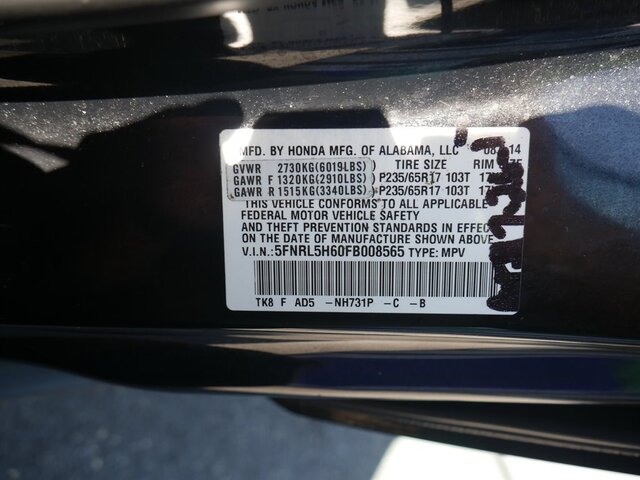 MFD. BY HONDA MFG. OF ALABAMA, LLC
GVWR 2730KG(6019LBS) TIRE SIZE RIM
GAWR F 1320KG(2910LBS) P235/65R17 103T
GAWR R 1515KG(3340LBS) P235/65R17 103T
THIS VEHICLE CONFORMS TO ALL APPLICABLE
FEDERAL MOTOR VEHICLE SAFETY
AND THEFT PREVENTION STANDARDS IN
ON THE DATE OF MANUFACTURE SHOWN ABOVE.
V.I.N.: 5FNRL5H60FB008565 TYPE: MPV
TK8 F AD5 -NH731P -C -B